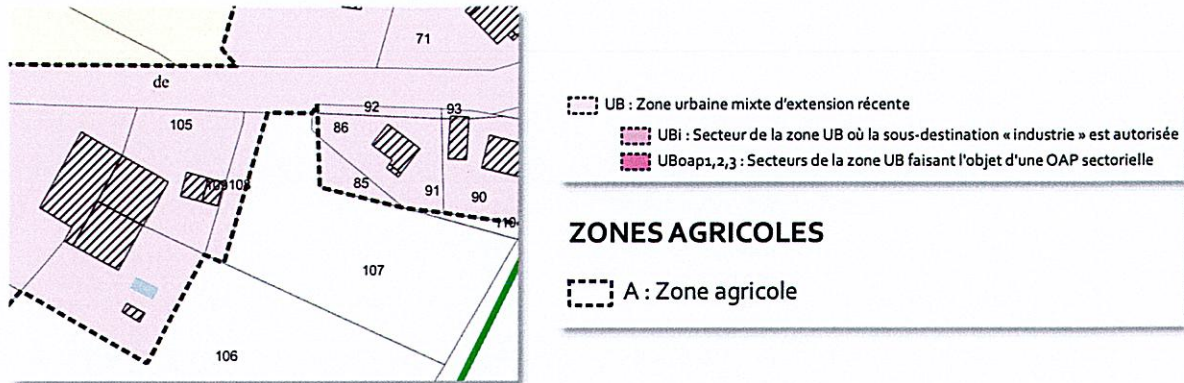 71
de
92
93
105
86
85
91
90
110
107
106
UB : Zone urbaine mixte d'extension récente
UBi : Secteur de la zone UB où la sous-destination « industrie » est autorisée
UBoap1,2,3 : Secteurs de la zone UB faisant l'objet d'une OAP sectorielle
ZONES AGRICOLES
A : Zone agricole